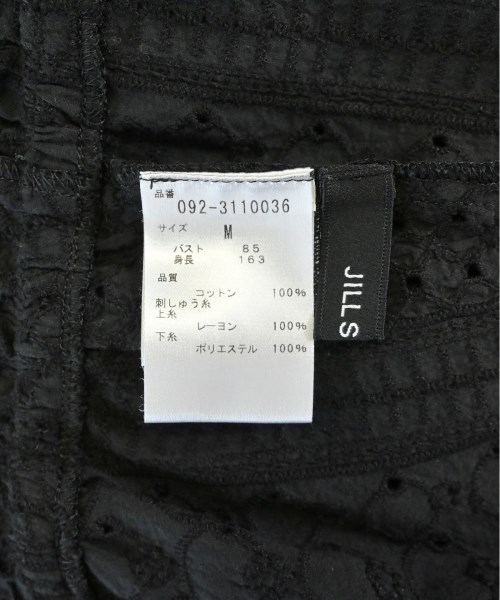 品番
092-3110036
サイズ
M
バスト 85
身長 163
品質
コットン 100%
刺しゅう糸
上糸
レーヨン 100%
下糸
ポリエステル 100%
JILL S